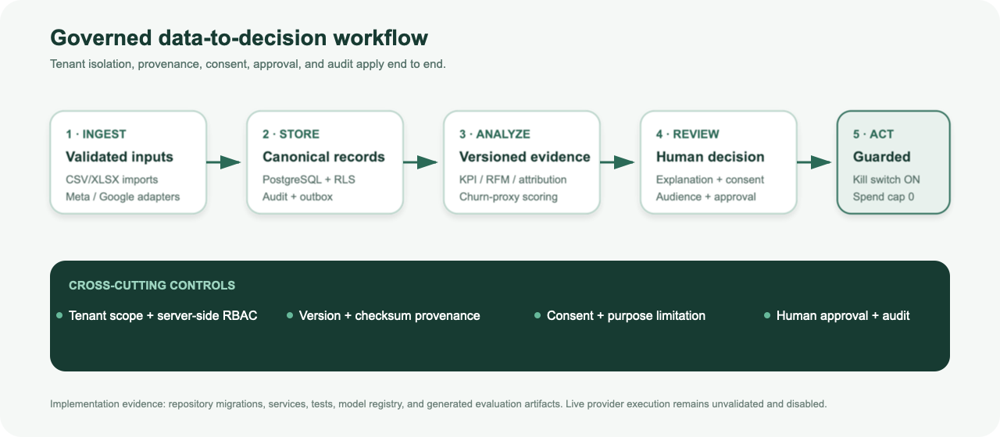 Governed data-to-decision workflow
Tenant isolation, provenance, consent, approval, and audit apply end to end.
1 · INGEST
Validated inputs
CSV/XLSX imports
Meta / Google adapters
2 · STORE
Canonical records
PostgreSQL + RLS
Audit + outbox
3 · ANALYZE
Versioned evidence
KPI / RFM / attribution
Churn-proxy scoring
4 · REVIEW
Human decision
Explanation + consent
Audience + approval
5 · ACT
Guarded
Kill switch ON
Spend cap 0
CROSS-CUTTING CONTROLS
Tenant scope + server-side RBAC
Version + checksum provenance
Consent + purpose limitation
Human approval + audit
Implementation evidence: repository migrations, services, tests, model registry, and generated evaluation artifacts. Live provider execution remains unvalidated and disabled.